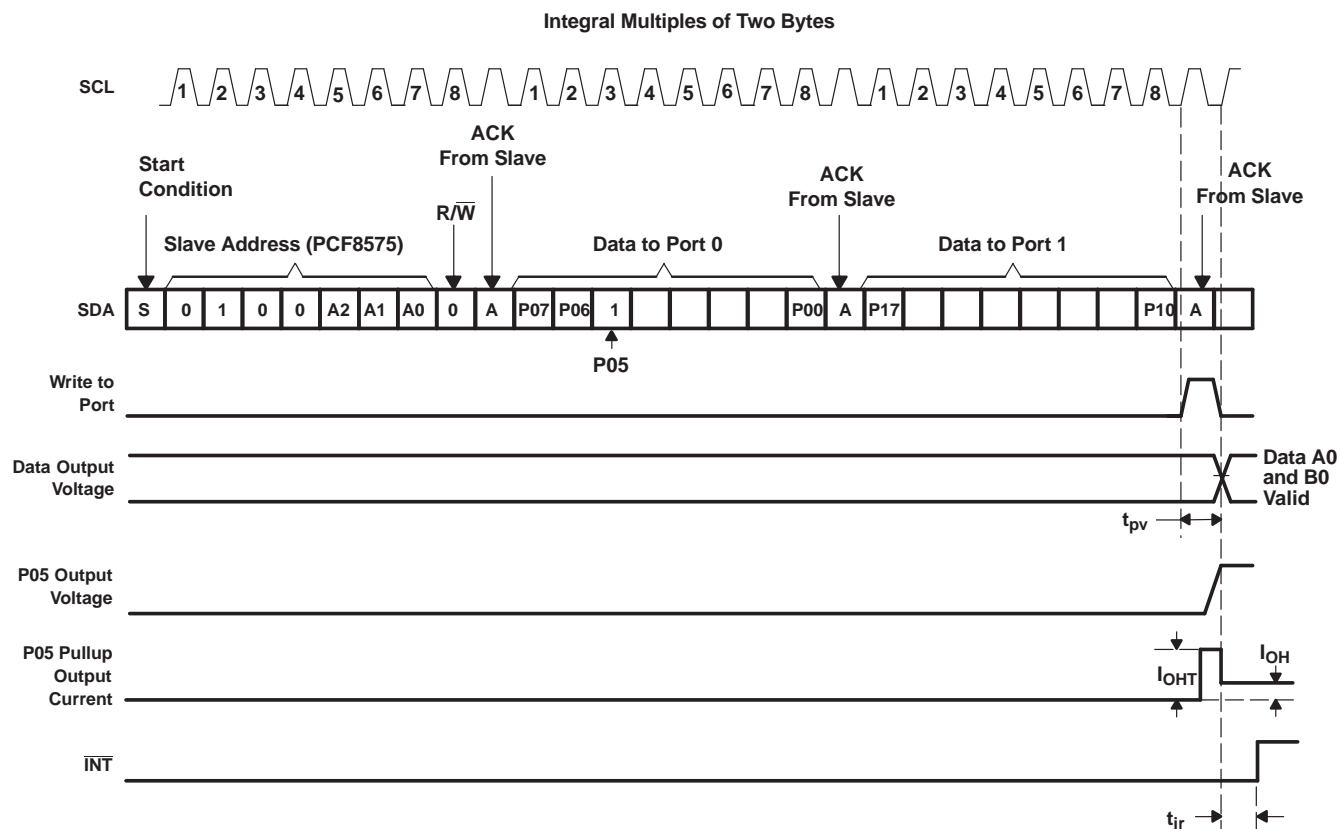 Integral Multiples of Two Bytes
SCL
1 2 3 4 5 6 7 8 1 2 3 4 5 6 7 8 1 2 3 4 5 6 7 8
Start
Condition
R/W̅
ACK
From Slave
ACK
From Slave
ACK
From Slave
Slave Address (PCF8575)
Data to Port 0
Data to Port 1
SDA
S 0 1 0 0 A2 A1 A0 0 A P07 P06 1 P00 A P17 P10 A
P05
Write to
Port
Data Output
Voltage
Data A0
and B0
Valid
tpv
P05 Output
Voltage
P05 Pullup
Output
Current
IOHT
IOH
I̅N̅T̅
tir